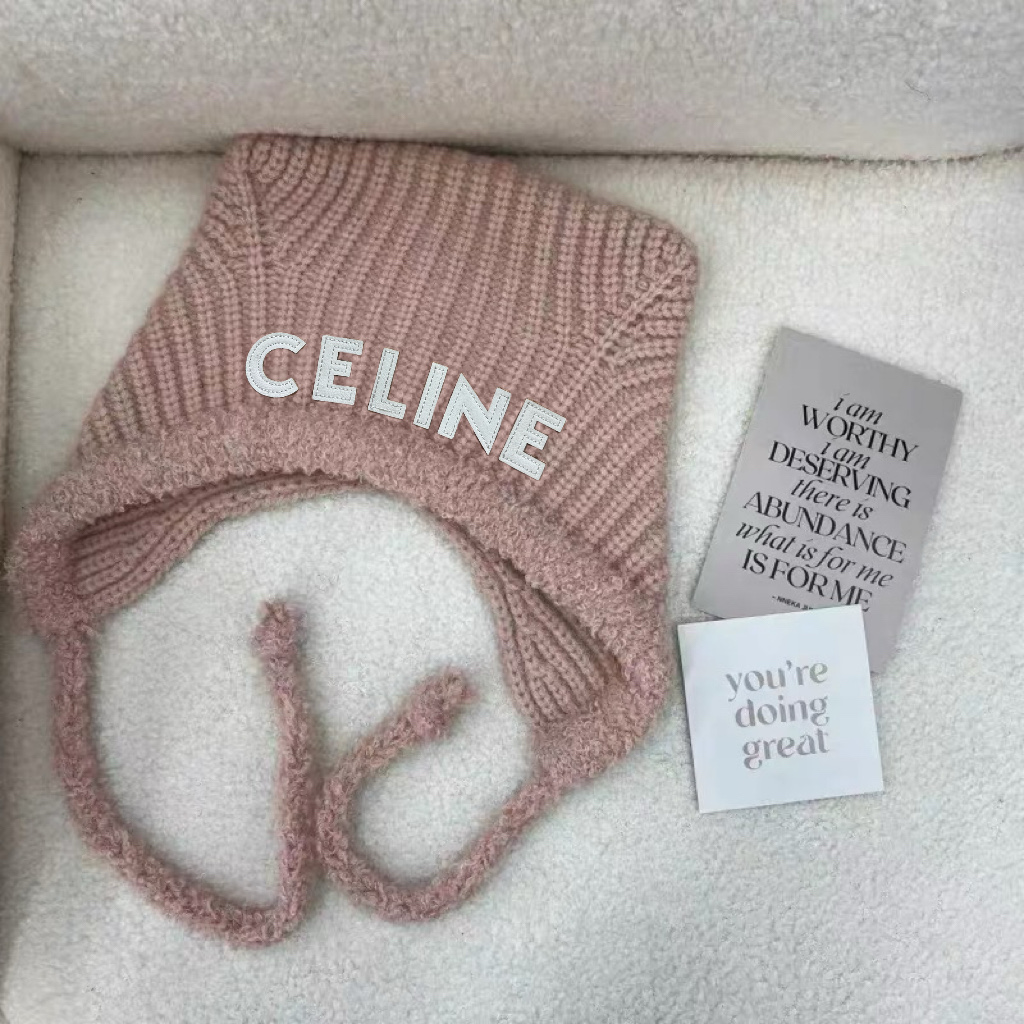 CELINE
i am
WORTHY
i am
DESERVING
there is
ABUNDANCE
what is for me
IS FOR ME
- NNEKA
you're
doing
great